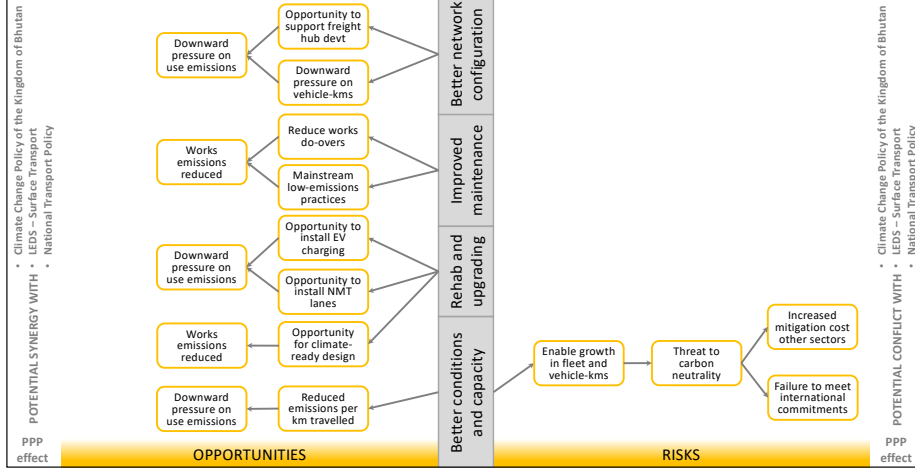 • Climate Change Policy of the Kingdom of Bhutan
POTENTIAL SYNERGY WITH • LEDS – Surface Transport
• National Transport Policy
PPP
effect
Downward
pressure on
use emissions
Opportunity to
support freight
hub devt
Downward
pressure on
vehicle-kms
Better network
configuration
Works
emissions
reduced
Reduce works
do-overs
Mainstream
low-emissions
practices
Improved
maintenance
Downward
pressure on
use emissions
Opportunity to
install EV
charging
Opportunity to
install NMT
lanes
Rehab and
upgrading
Works
emissions
reduced
Opportunity
for climate-
ready design
Downward
pressure on
use emissions
Reduced
emissions per
km travelled
Better conditions
and capacity
Enable growth
in fleet and
vehicle-kms
Threat to
carbon
neutrality
Increased
mitigation cost
other sectors
Failure to meet
international
commitments
OPPORTUNITIES
RISKS
• Climate Change Policy of the Kingdom of Bhutan
POTENTIAL CONFLICT WITH • LEDS – Surface Transport
• National Transport Policy
PPP
effect